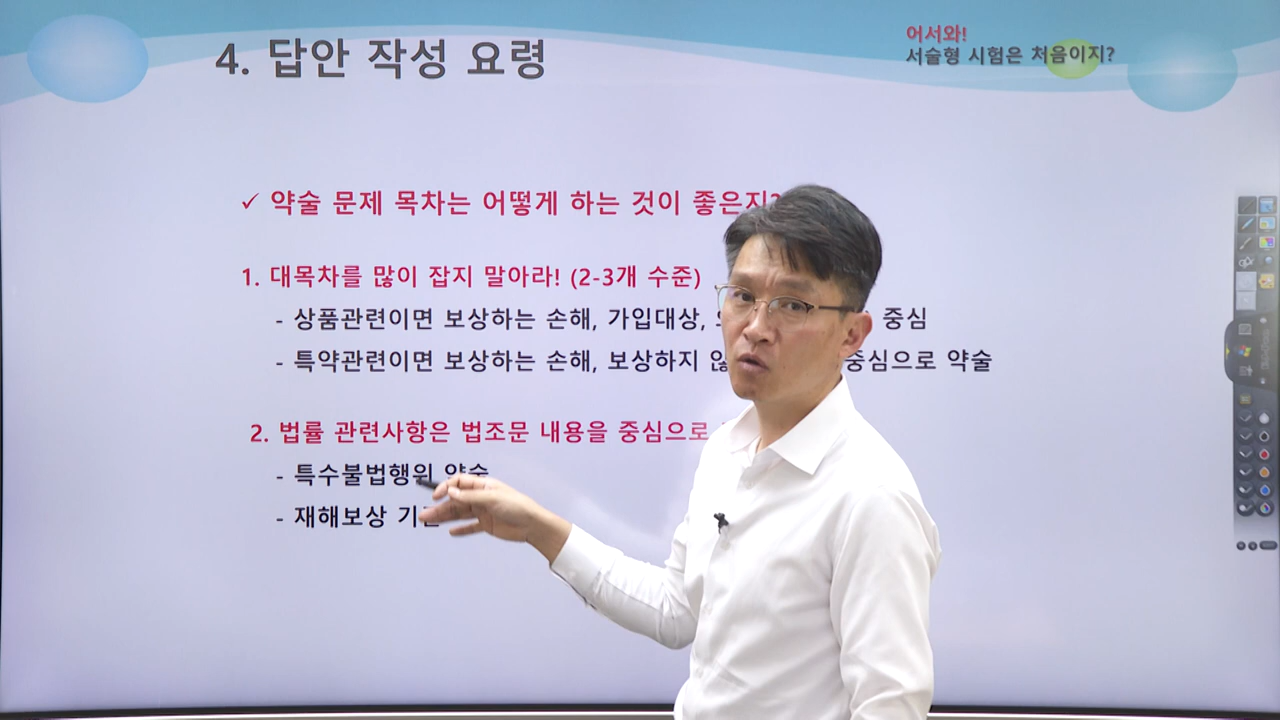 4. 답안 작성 요령
어서와!
서술형 시험은 처음이지?
✓ 약술 문제 목차는 어떻게 하는 것이 좋은지?
1. 대목차를 많이 잡지 말아라! (2-3개 수준)
- 상품관련이면 보상하는 손해, 가입대상, 중심
- 특약관련이면 보상하는 손해, 보상하지 중심으로 약술
2. 법률 관련사항은 법조문 내용을 중심으로
- 특수불법행위 약술
- 재해보상